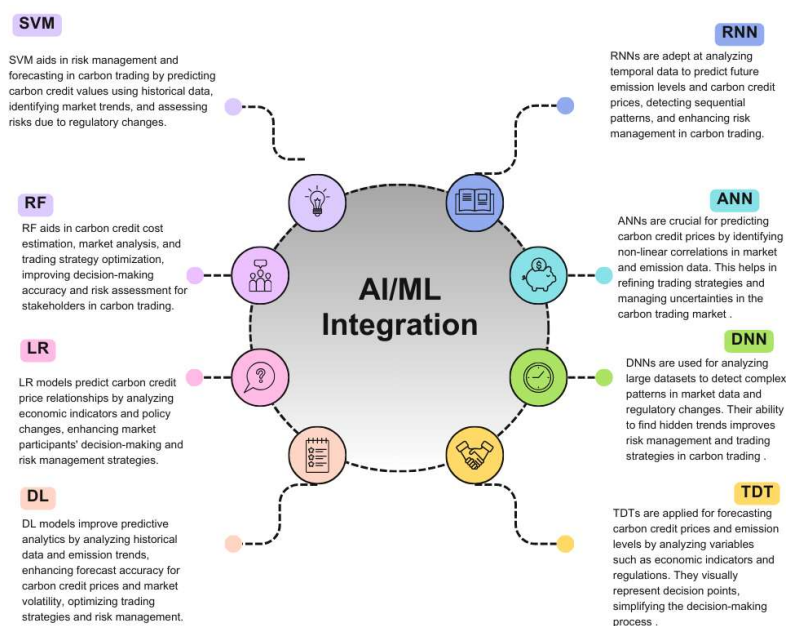 SVM
SVM aids in risk management and
forecasting in carbon trading by predicting
carbon credit values using historical data,
identifying market trends, and assessing
risks due to regulatory changes.
RF
RF aids in carbon credit cost
estimation, market analysis, and
trading strategy optimization,
improving decision-making
accuracy and risk assessment for
stakeholders in carbon trading.
LR
LR models predict carbon credit
price relationships by analyzing
economic indicators and policy
changes, enhancing market
participants' decision-making and
risk management strategies.
DL
DL models improve predictive
analytics by analyzing historical
data and emission trends,
enhancing forecast accuracy for
carbon credit prices and market
volatility, optimizing trading
strategies and risk management.
AI/ML
Integration
RNN
RNNs are adept at analyzing
temporal data to predict future
emission levels and carbon credit
prices, detecting sequential
patterns, and enhancing risk
management in carbon trading.
ANN
ANNs are crucial for predicting
carbon credit prices by identifying
non-linear correlations in market
and emission data. This helps in
refining trading strategies and
managing uncertainties in the
carbon trading market .
DNN
DNNs are used for analyzing
large datasets to detect complex
patterns in market data and
regulatory changes. Their ability
to find hidden trends improves
risk management and trading
strategies in carbon trading .
TDT
TDTs are applied for forecasting
carbon credit prices and emission
levels by analyzing variables
such as economic indicators and
regulations. They visually
represent decision points,
simplifying the decision-making
process .